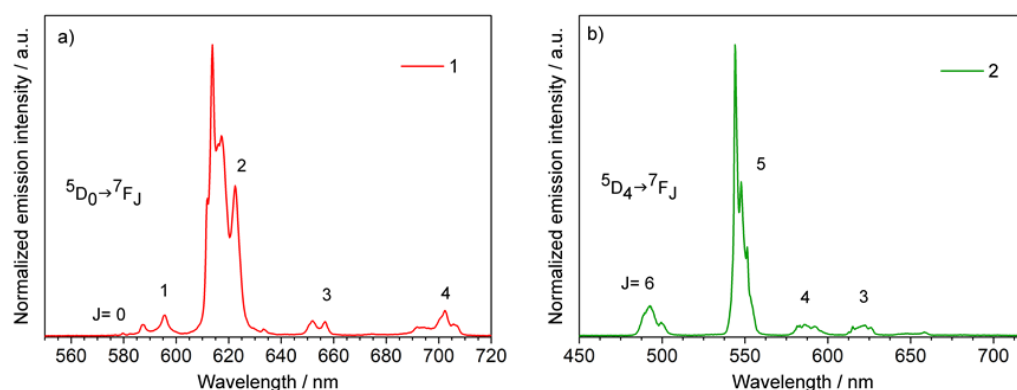 a)
1
Normalized emission intensity / a.u.
⁵D₀→⁷F_J
J= 0
1
2
3
4
560 580 600 620 640 660 680 700 720
Wavelength / nm
b)
2
Normalized emission intensity / a.u.
⁵D₄→⁷F_J
J= 6
5
4
3
450 500 550 600 650 700
Wavelength / nm